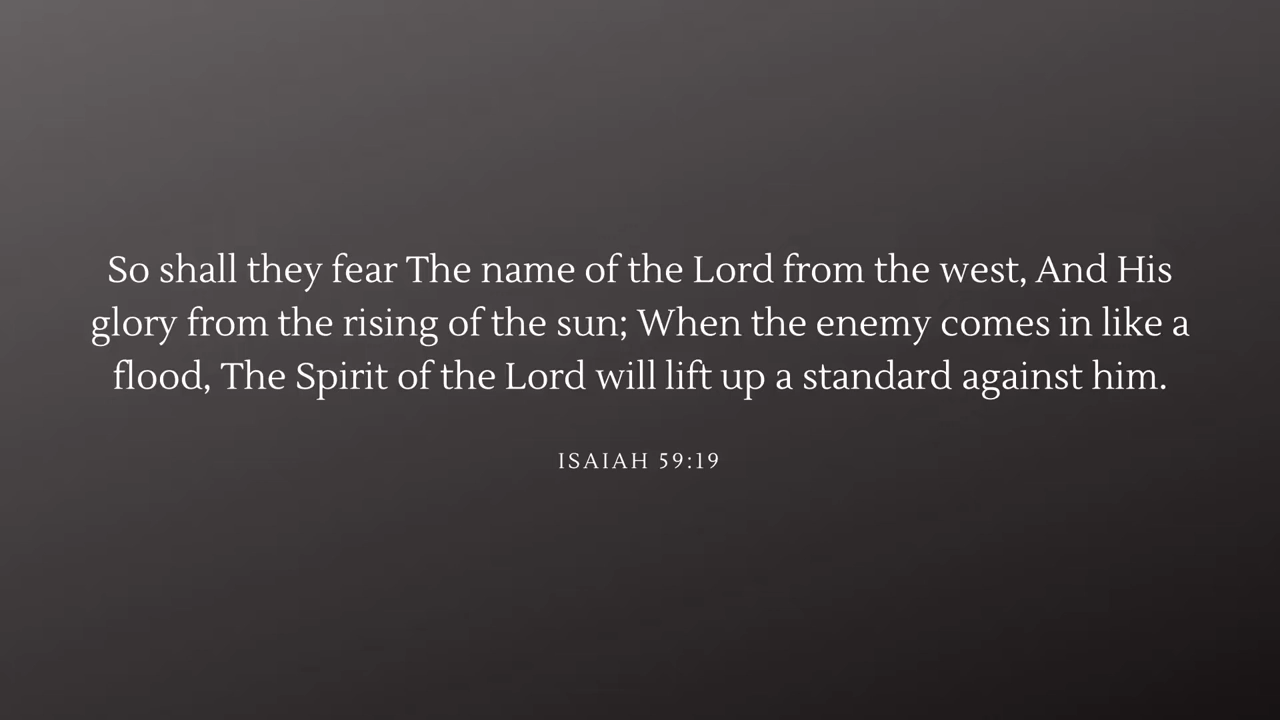 So shall they fear The name of the Lord from the west, And His
glory from the rising of the sun; When the enemy comes in like a
flood, The Spirit of the Lord will lift up a standard against him.
ISAIAH 59:19